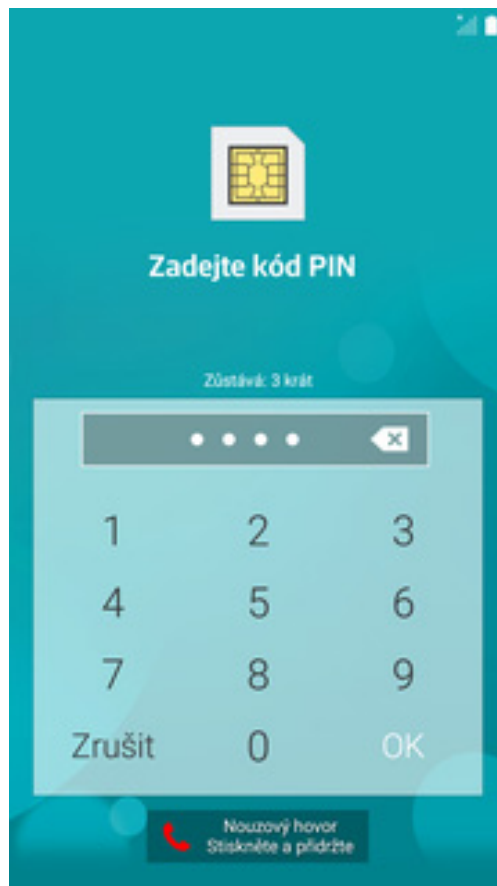 Zadejte kód PIN
Zůstává: 3 krát
1 2 3
4 5 6
7 8 9
Zrušit 0 OK
Nouzový hovor
Stiskněte a přidržte